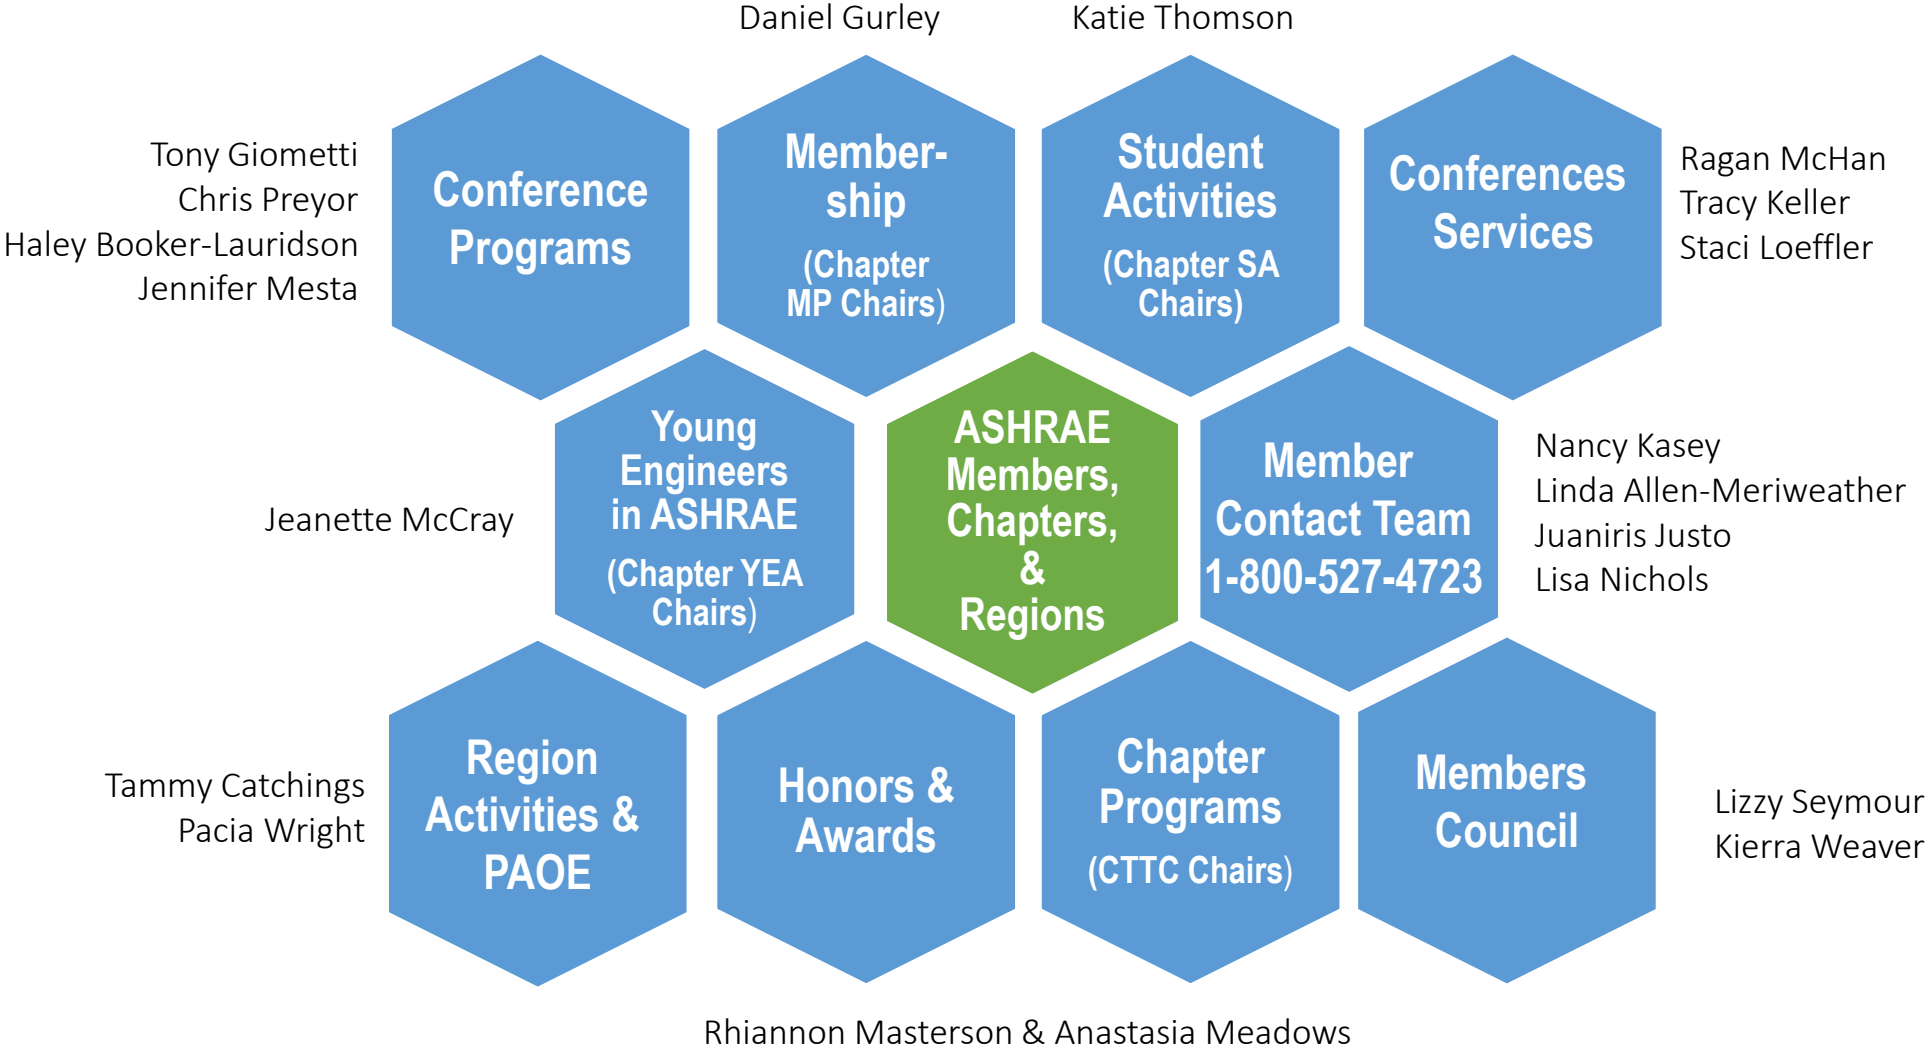 Daniel Gurley
Katie Thomson
Tony Giometti
Chris Preyor
Haley Booker-Lauridson
Jennifer Mesta
Conference
Programs
Member-
ship
(Chapter
MP Chairs)
Student
Activities
(Chapter SA
Chairs)
Conferences
Services
Ragan McHan
Tracy Keller
Staci Loeffler
Jeanette McCray
Young
Engineers
in ASHRAE
(Chapter YEA
Chairs)
ASHRAE
Members,
Chapters,
&
Regions
Member
Contact Team
1-800-527-4723
Nancy Kasey
Linda Allen-Meriweather
Juaniris Justo
Lisa Nichols
Tammy Catchings
Pacia Wright
Region
Activities &
PAOE
Honors &
Awards
Chapter
Programs
(CTTC Chairs)
Members
Council
Lizzy Seymour
Kierra Weaver
Rhiannon Masterson & Anastasia Meadows